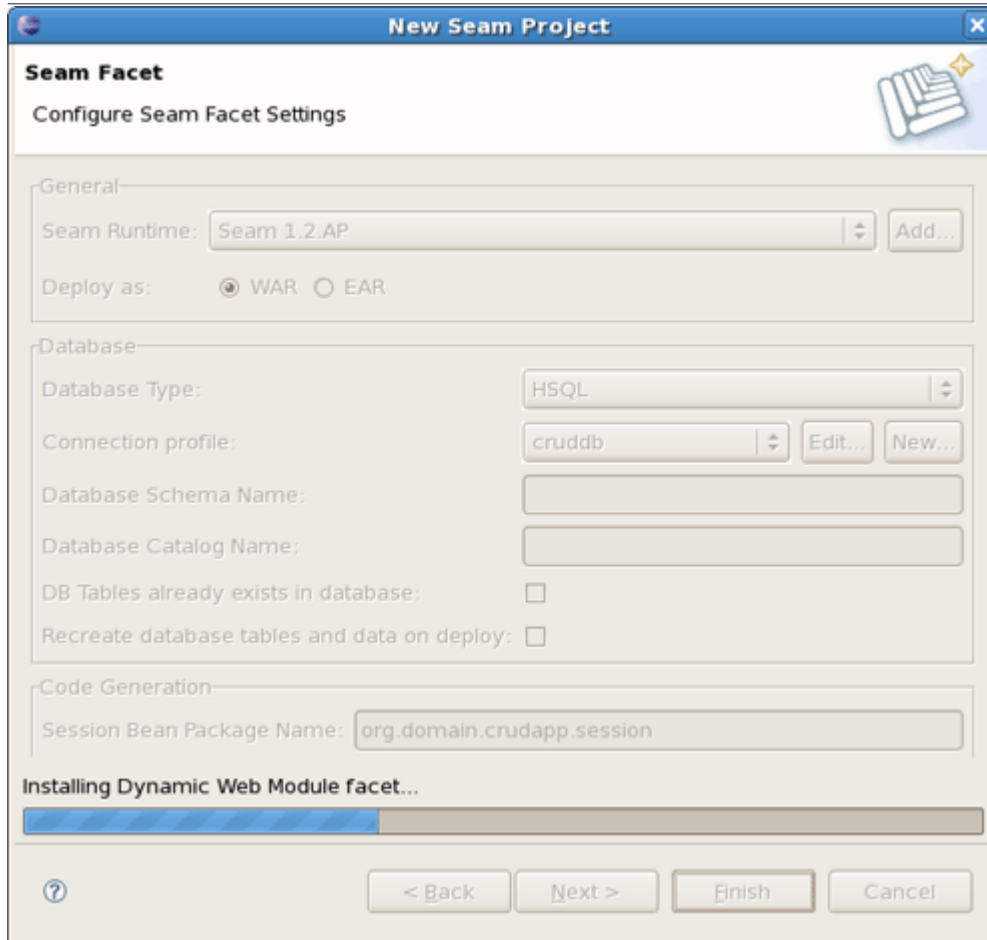 New Seam Project
Seam Facet
Configure Seam Facet Settings
General
Seam Runtime: Seam 1.2.AP Add...
Deploy as: WAR EAR
Database
Database Type: HSQL
Connection profile: cruddb Edit... New...
Database Schema Name:
Database Catalog Name:
DB Tables already exists in database:
Recreate database tables and data on deploy:
Code Generation
Session Bean Package Name: org.domain.crudapp.session
Installing Dynamic Web Module facet...
? < Back Next > Finish Cancel